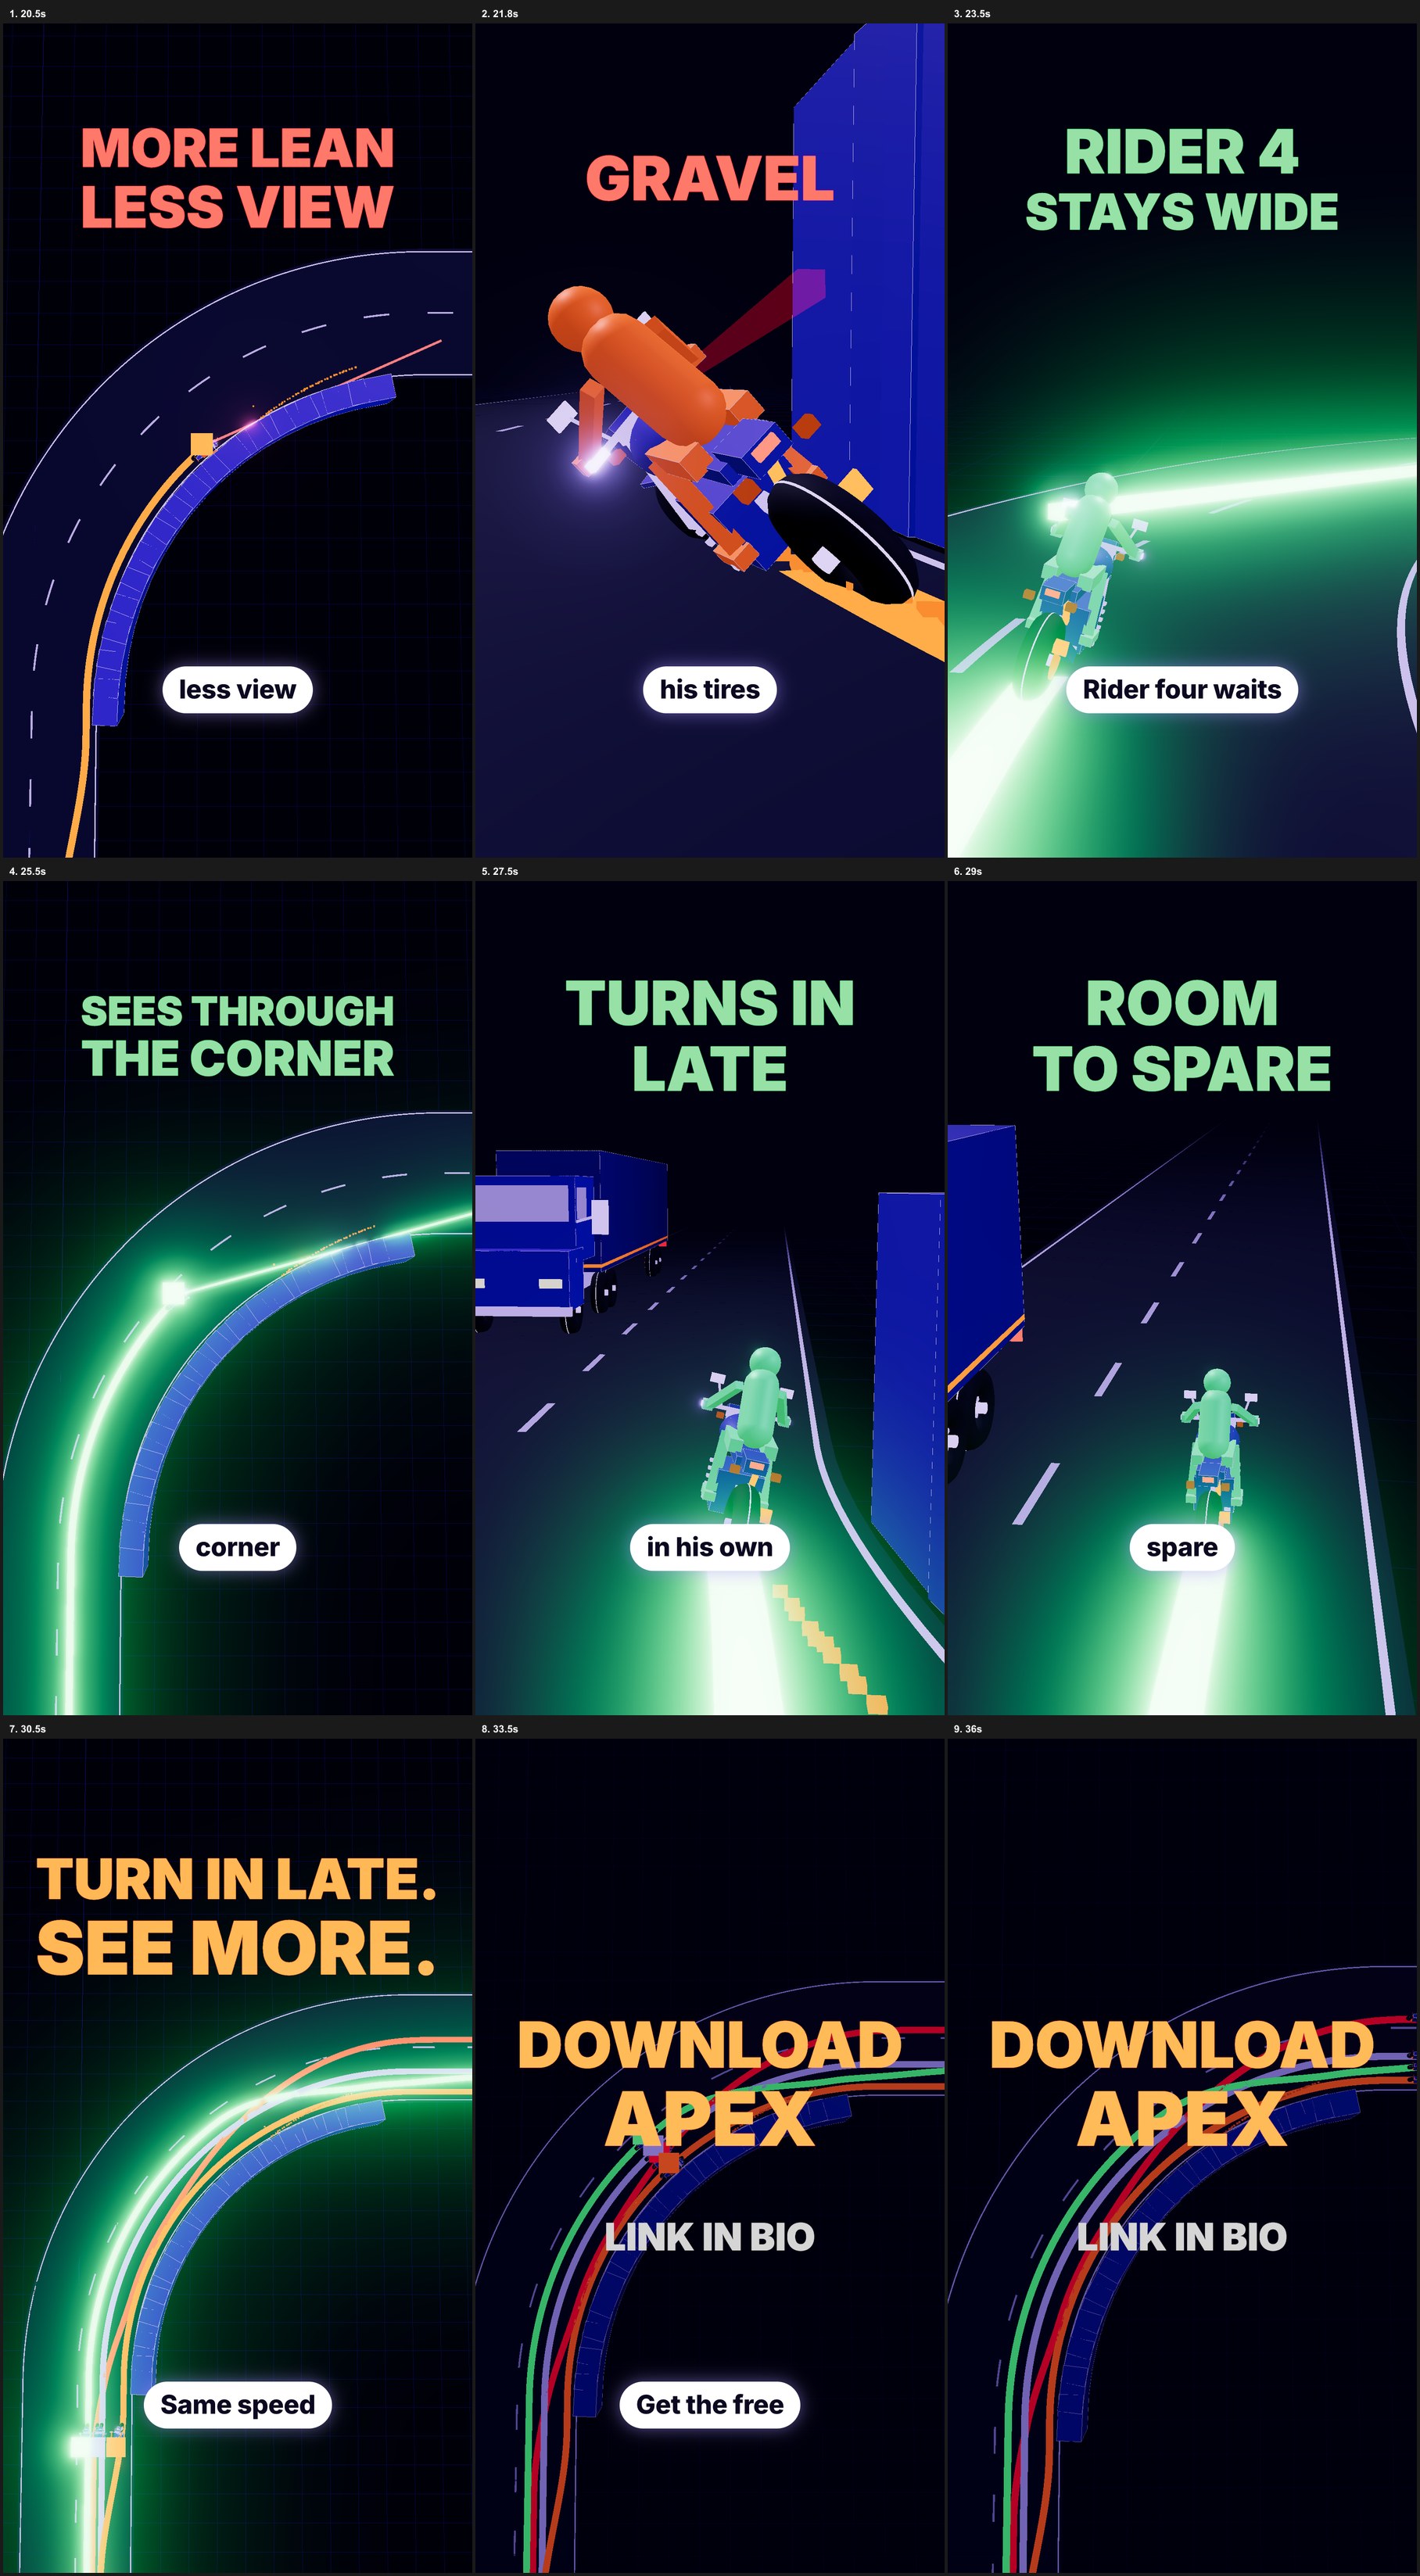 1. 20.5s
MORE LEAN
LESS VIEW
less view
2. 21.8s
GRAVEL
his tires
3. 23.5s
RIDER 4
STAYS WIDE
Rider four waits
4. 25.5s
SEES THROUGH
THE CORNER
corner
5. 27.5s
TURNS IN
LATE
in his own
6. 29s
ROOM
TO SPARE
spare
7. 30.5s
TURN IN LATE.
SEE MORE.
Same speed
8. 33.5s
DOWNLOAD
APEX
LINK IN BIO
Get the free
9. 36s
DOWNLOAD
APEX
LINK IN BIO